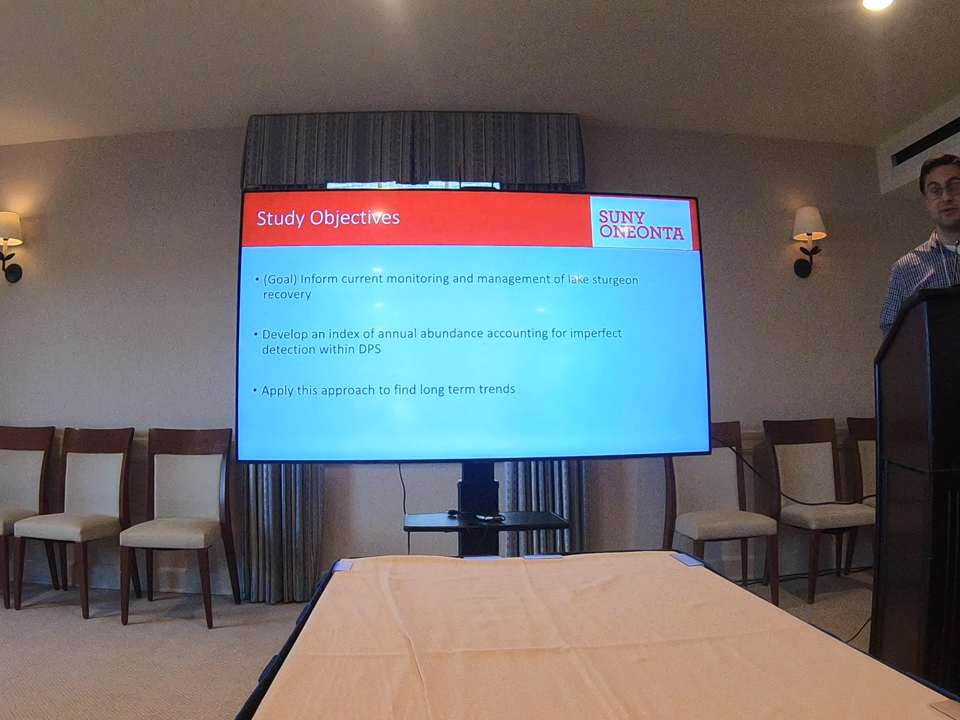 Study Objectives
SUNY
ONEONTA
• (Goal) Inform current monitoring and management of lake sturgeon
recovery
• Develop an index of annual abundance accounting for imperfect
detection within DPS
• Apply this approach to find long term trends